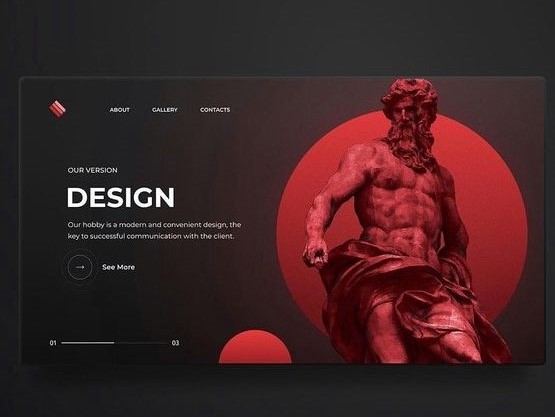 ABOUT GALLERY CONTACTS
OUR VERSION
DESIGN
Our hobby is a modern and convenient design, the
key to successful communication with the client.
→ See More
01 03